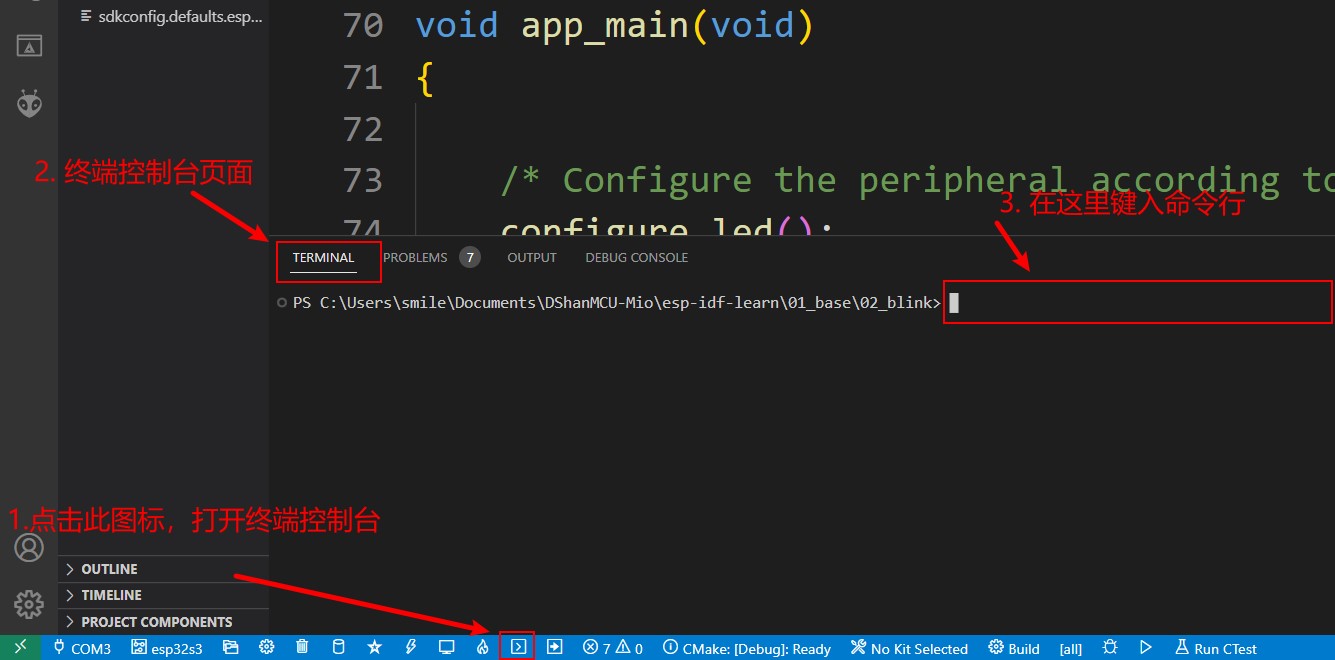 sdkconfig.defaults.esp...
70 void app_main(void)
71 {
72
73 /* Configure the peripheral according to
74 configure_led();
2. 终端控制台页面
3. 在这里键入命令行
TERMINAL PROBLEMS 7 OUTPUT DEBUG CONSOLE
PS C:\Users\smile\Documents\DShanMCU-Mio\esp-idf-learn\01_base\02_blink>
1.点击此图标，打开终端控制台
OUTLINE
TIMELINE
PROJECT COMPONENTS
COM3 esp32s3 7 0 CMake: [Debug]: Ready No Kit Selected Build [all] Run CTest